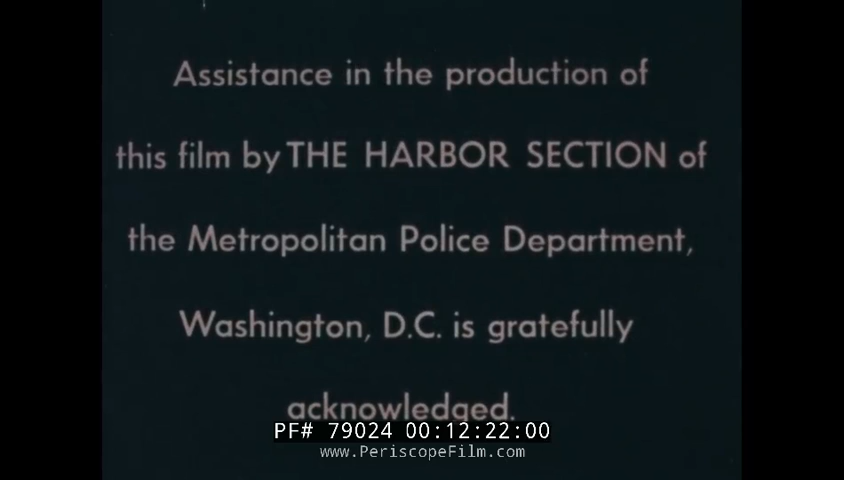 Assistance in the production of
this film by THE HARBOR SECTION of
the Metropolitan Police Department,
Washington, D.C. is gratefully
acknowledged.
PF# 79024 00:12:22:00
www.PeriscopeFilm.com